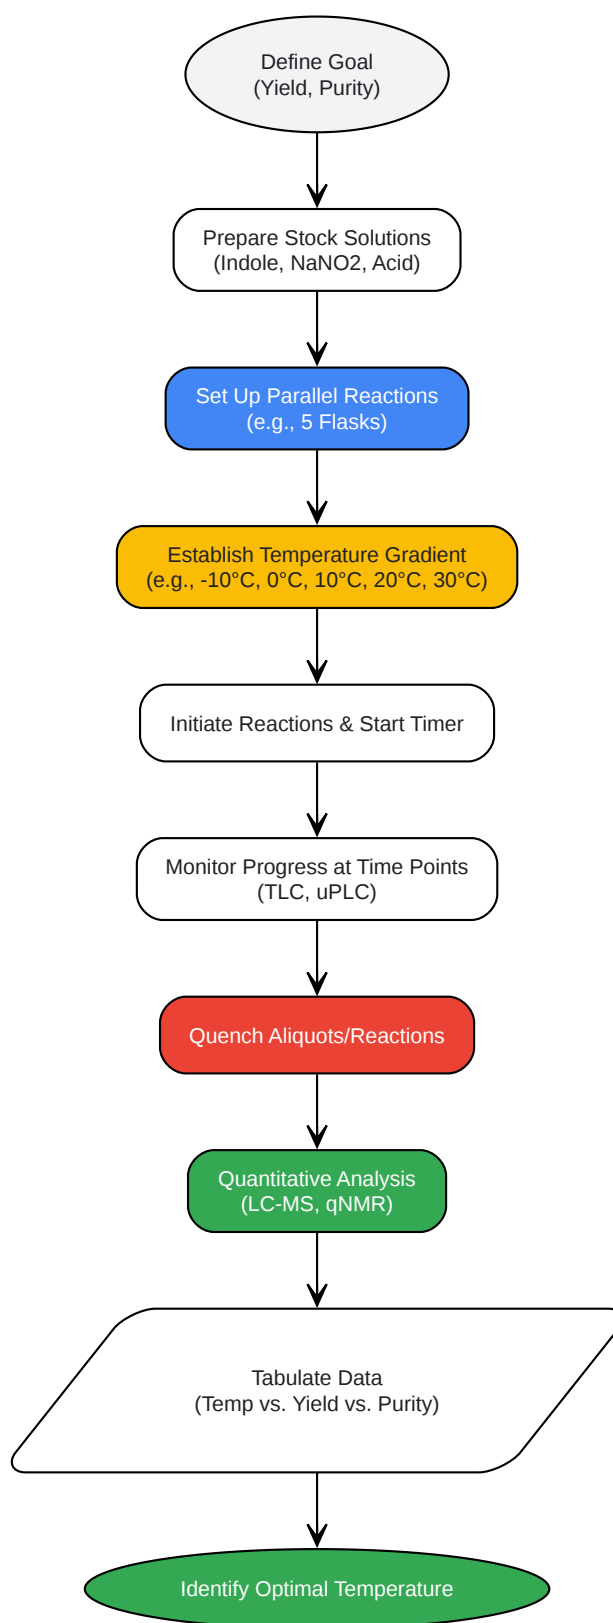 Define Goal
(Yield, Purity)
Prepare Stock Solutions
(Indole, NaNO2, Acid)
Set Up Parallel Reactions
(e.g., 5 Flasks)
Establish Temperature Gradient
(e.g., -10°C, 0°C, 10°C, 20°C, 30°C)
Initiate Reactions & Start Timer
Monitor Progress at Time Points
(TLC, uPLC)
Quench Aliquots/Reactions
Quantitative Analysis
(LC-MS, qNMR)
Tabulate Data
(Temp vs. Yield vs. Purity)
Identify Optimal Temperature